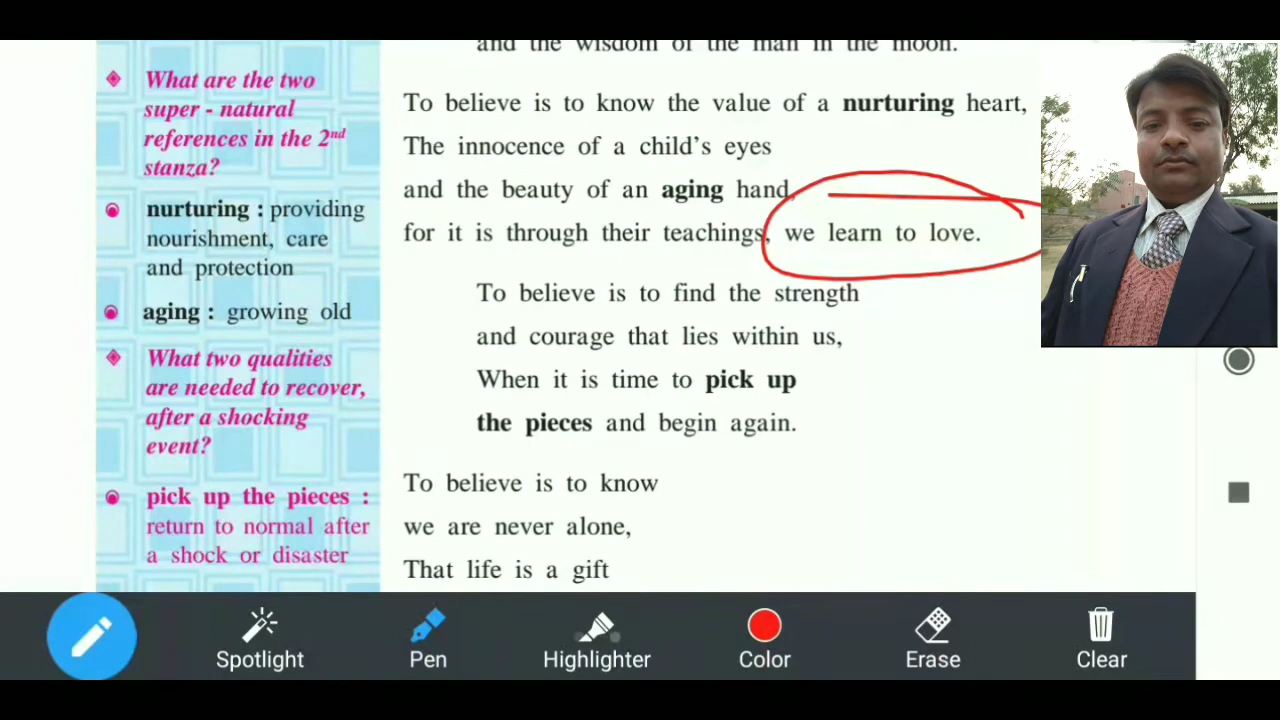 and the wisdom of the man in the moon.
What are the two
super - natural
references in the 2nd
stanza?
nurturing : providing
nourishment, care
and protection
aging : growing old
What two qualities
are needed to recover,
after a shocking
event?
pick up the pieces :
return to normal after
a shock or disaster
To believe is to know the value of a nurturing heart,
The innocence of a child's eyes
and the beauty of an aging hand,
for it is through their teachings, we learn to love.
To believe is to find the strength
and courage that lies within us,
When it is time to pick up
the pieces and begin again.
To believe is to know
we are never alone,
That life is a gift
Spotlight
Pen
Highlighter
Color
Erase
Clear